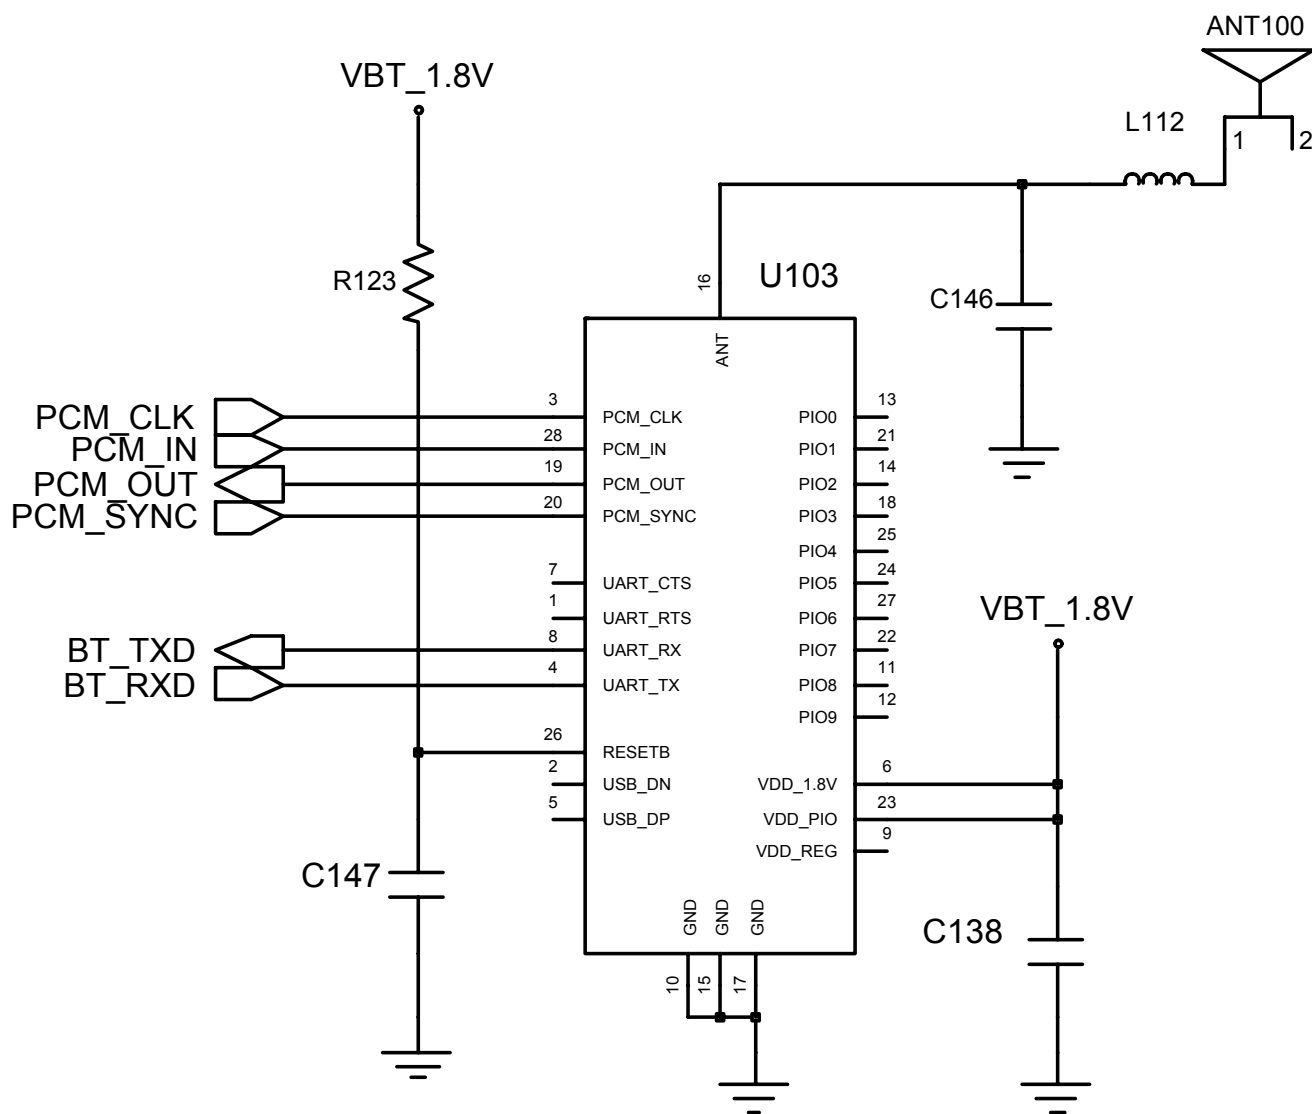 ANT100
VBT_1.8V
L112
1
2
16
U103
R123
C146
ANT
PCM_CLK
3
PCM_CLK
PIO0
13
PCM_IN
28
PCM_IN
PIO1
21
PCM_OUT
19
PCM_OUT
PIO2
14
PCM_SYNC
20
PCM_SYNC
PIO3
18
PIO4
25
7
UART_CTS
PIO5
24
1
UART_RTS
PIO6
27
VBT_1.8V
BT_TXD
8
UART_RX
PIO7
22
BT_RXD
4
UART_TX
PIO8
11
PIO9
12
26
RESETB
2
USB_DN
VDD_1.8V
6
5
USB_DP
VDD_PIO
23
VDD_REG
9
C147
GND
GND
GND
C138
10
15
17